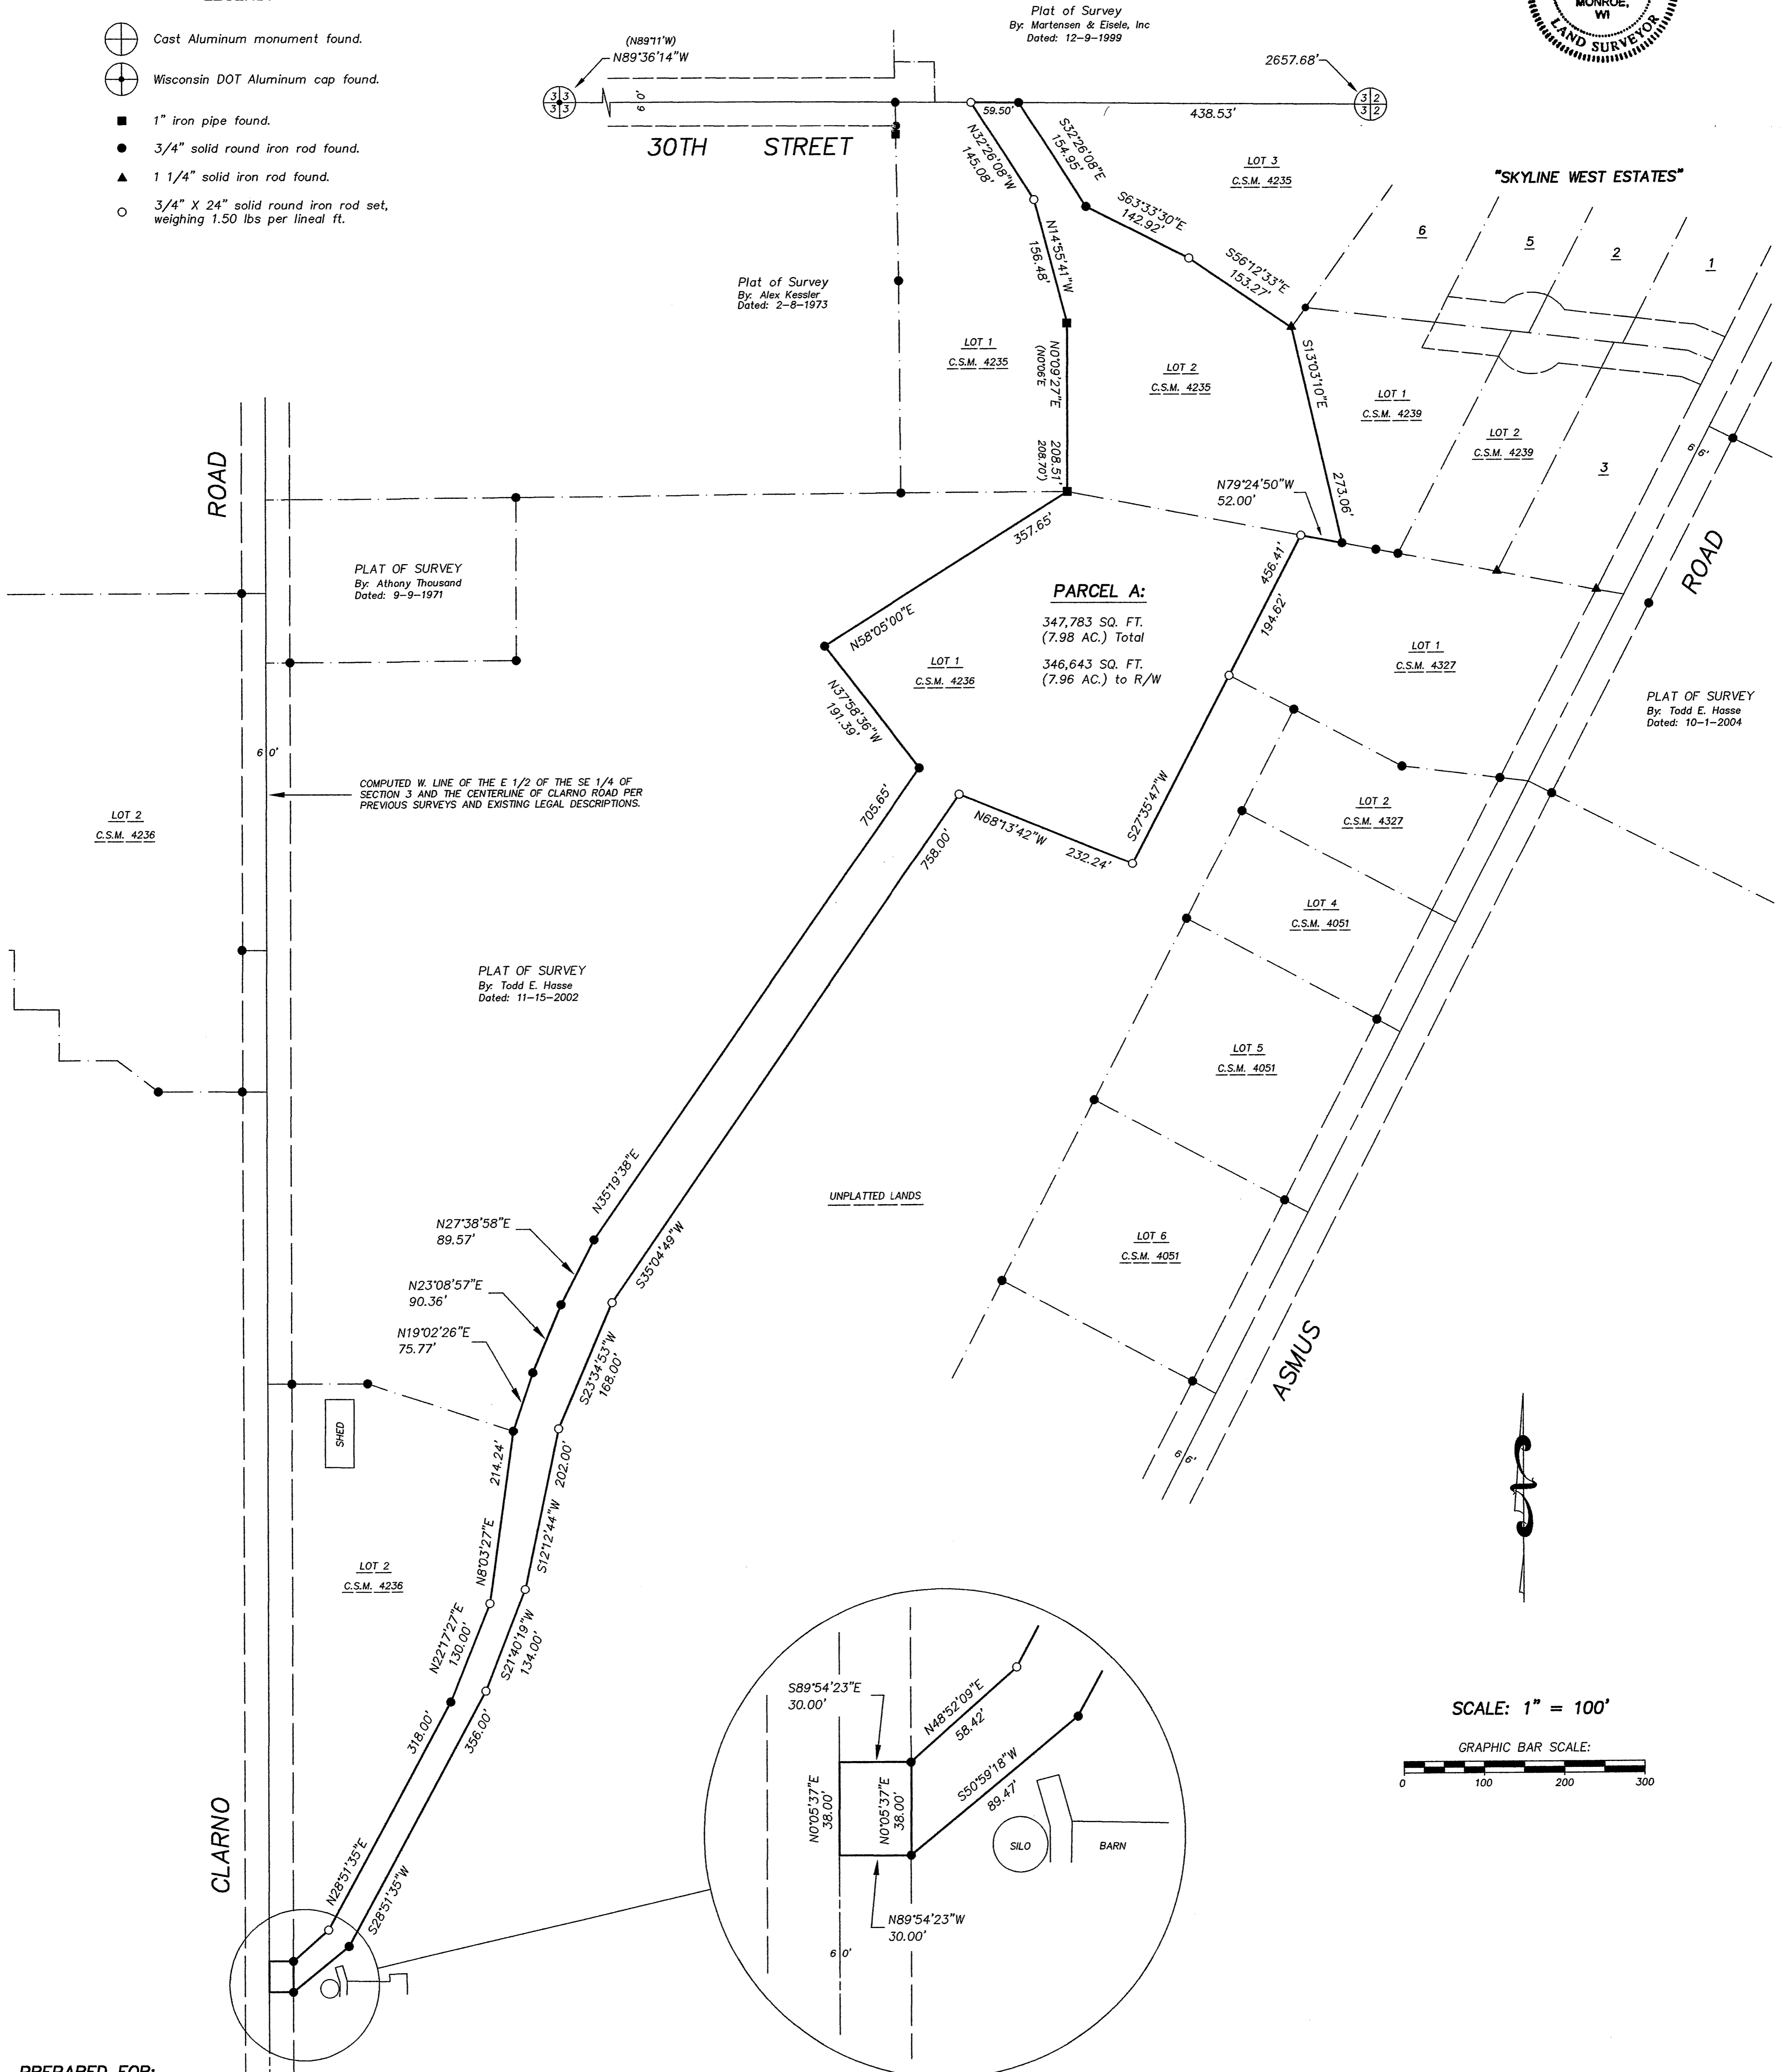 MONROE,
WI
LAND SURVEYOR
Cast Aluminum monument found.
Wisconsin DOT Aluminum cap found.
1" iron pipe found.
3/4" solid round iron rod found.
1 1/4" solid iron rod found.
3/4" X 24" solid round iron rod set,
weighing 1.50 lbs per lineal ft.
Plat of Survey
By: Martensen & Eisele, Inc
Dated: 12-9-1999
(N89°11'W)
N89°36'14"W
2657.68'
3 3
3 3
60'
59.50'
438.53'
3 2
3 2
30TH STREET
N32°26'08"W
145.08'
S32°26'08"E
154.95'
LOT 3
C.S.M. 4235
"SKYLINE WEST ESTATES"
S63°33'30"E
142.92'
S56°12'33"E
153.27'
6
5
2
1
N14°55'41"W
156.48'
Plat of Survey
By: Alex Kessler
Dated: 2-8-1973
LOT 1
C.S.M. 4235
N0°09'27"E 208.51'
(N0°06'E 208.70')
LOT 2
C.S.M. 4235
S13°03'10"E 273.06'
LOT 1
C.S.M. 4239
LOT 2
C.S.M. 4239
3
66'
ROAD
N79°24'50"W
52.00'
ROAD
357.65'
N58°05'00"E
PLAT OF SURVEY
By: Athony Thousand
Dated: 9-9-1971
PARCEL A:
347,783 SQ. FT.
(7.98 AC.) Total
346,643 SQ. FT.
(7.96 AC.) to R/W
456.41'
194.62'
S27°35'47"W
LOT 1
C.S.M. 4236
LOT 1
C.S.M. 4327
PLAT OF SURVEY
By: Todd E. Hasse
Dated: 10-1-2004
N37°58'36"W
191.39'
60'
COMPUTED W. LINE OF THE E 1/2 OF THE SE 1/4 OF
SECTION 3 AND THE CENTERLINE OF CLARNO ROAD PER
PREVIOUS SURVEYS AND EXISTING LEGAL DESCRIPTIONS.
LOT 2
C.S.M. 4236
705.65'
758.00'
N68°13'42"W 232.24'
LOT 2
C.S.M. 4327
LOT 4
C.S.M. 4051
PLAT OF SURVEY
By: Todd E. Hasse
Dated: 11-15-2002
LOT 5
C.S.M. 4051
N35°19'38"E
S35°04'49"W
UNPLATTED LANDS
N27°38'58"E
89.57'
LOT 6
C.S.M. 4051
N23°08'57"E
90.36'
N19°02'26"E
75.77'
S23°34'53"W
168.00'
ASMUS
SHED
214.24'
N8°03'27"E
202.00'
S12°12'44"W
66'
LOT 2
C.S.M. 4236
N22°17'27"E
130.00'
S21°40'19"W
134.00'
318.00'
356.00'
N28°51'35"E
S28°51'35"W
CLARNO
S89°54'23"E
30.00'
N48°52'09"E
58.42'
N0°05'37"E
38.00'
N0°05'37"E
38.00'
S50°59'18"W
89.47'
SILO
BARN
N89°54'23"W
30.00'
60'
SCALE: 1" = 100'
GRAPHIC BAR SCALE:
0 100 200 300